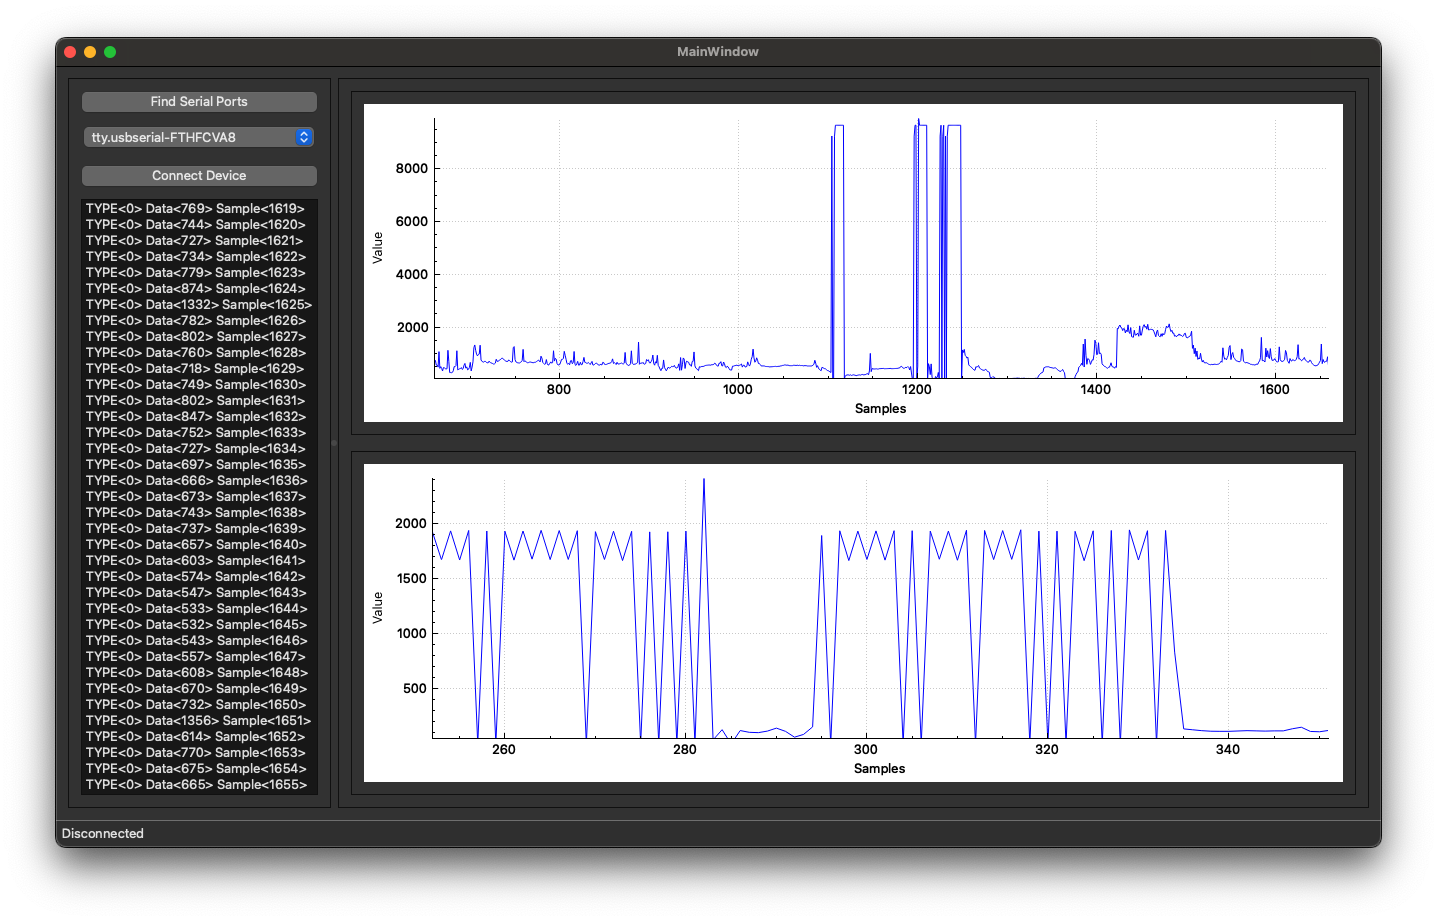 MainWindow
Find Serial Ports
tty.usbserial-FTHFCVA8
Connect Device
TYPE<0> Data<769> Sample<1619>
TYPE<0> Data<744> Sample<1620>
TYPE<0> Data<727> Sample<1621>
TYPE<0> Data<734> Sample<1622>
TYPE<0> Data<779> Sample<1623>
TYPE<0> Data<874> Sample<1624>
TYPE<0> Data<1332> Sample<1625>
TYPE<0> Data<782> Sample<1626>
TYPE<0> Data<802> Sample<1627>
TYPE<0> Data<760> Sample<1628>
TYPE<0> Data<718> Sample<1629>
TYPE<0> Data<749> Sample<1630>
TYPE<0> Data<802> Sample<1631>
TYPE<0> Data<847> Sample<1632>
TYPE<0> Data<752> Sample<1633>
TYPE<0> Data<727> Sample<1634>
TYPE<0> Data<697> Sample<1635>
TYPE<0> Data<666> Sample<1636>
TYPE<0> Data<673> Sample<1637>
TYPE<0> Data<743> Sample<1638>
TYPE<0> Data<737> Sample<1639>
TYPE<0> Data<657> Sample<1640>
TYPE<0> Data<603> Sample<1641>
TYPE<0> Data<574> Sample<1642>
TYPE<0> Data<547> Sample<1643>
TYPE<0> Data<533> Sample<1644>
TYPE<0> Data<532> Sample<1645>
TYPE<0> Data<543> Sample<1646>
TYPE<0> Data<557> Sample<1647>
TYPE<0> Data<608> Sample<1648>
TYPE<0> Data<670> Sample<1649>
TYPE<0> Data<732> Sample<1650>
TYPE<0> Data<1356> Sample<1651>
TYPE<0> Data<614> Sample<1652>
TYPE<0> Data<770> Sample<1653>
TYPE<0> Data<675> Sample<1654>
TYPE<0> Data<665> Sample<1655>
8000
6000
4000
2000
Value
800 1000 1200 1400 1600
Samples
2000
1500
1000
500
Value
260 280 300 320 340
Samples
Disconnected